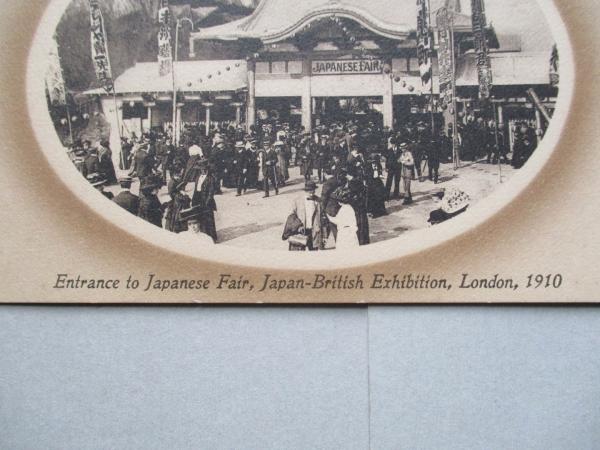 JAPANESE FAIR
Entrance to Japanese Fair, Japan-British Exhibition, London, 1910